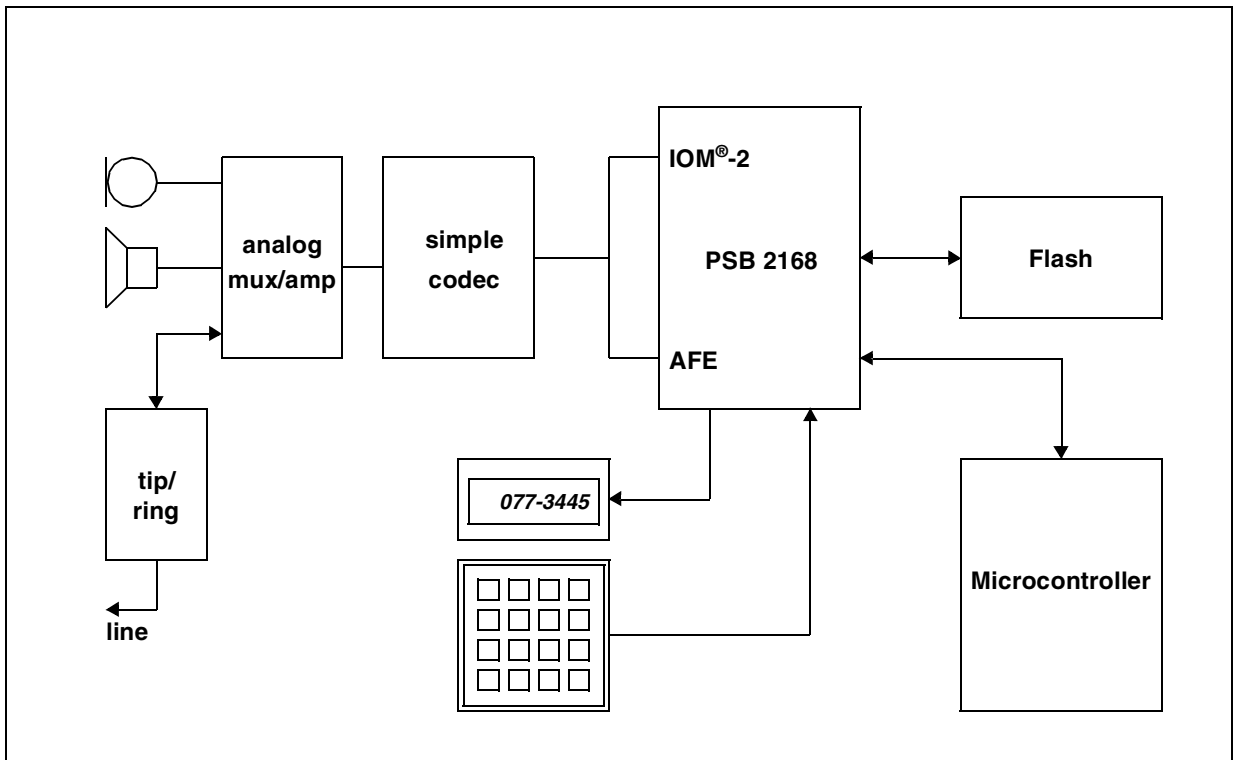 IOM®-2
analog
mux/amp
simple
codec
PSB 2168
Flash
AFE
tip/
ring
077-3445
Microcontroller
line